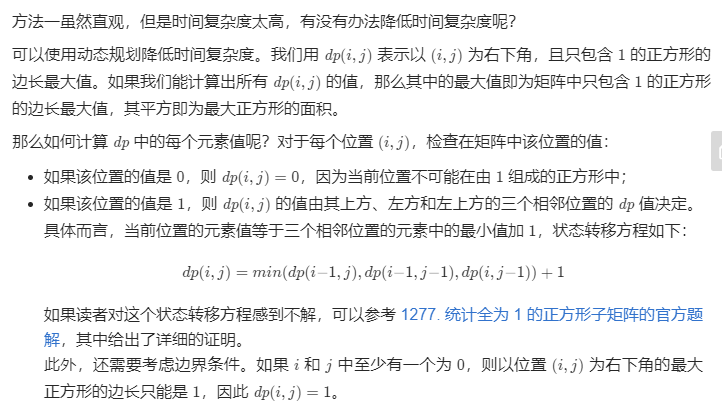 方法一虽然直观，但是时间复杂度太高，有没有办法降低时间复杂度呢？
可以使用动态规划降低时间复杂度。我们用 dp(i, j) 表示以 (i, j) 为右下角，且只包含 1 的正方形的
边长最大值。如果我们能计算出所有 dp(i, j) 的值，那么其中的最大值即为矩阵中只包含 1 的正方形
的边长最大值，其平方即为最大正方形的面积。
那么如何计算 dp 中的每个元素值呢？对于每个位置 (i, j)，检查在矩阵中该位置的值：
• 如果该位置的值是 0，则 dp(i, j) = 0，因为当前位置不可能在由 1 组成的正方形中；
• 如果该位置的值是 1，则 dp(i, j) 的值由其上方、左方和左上方的三个相邻位置的 dp 值决定。
具体而言，当前位置的元素值等于三个相邻位置的元素中的最小值加 1，状态转移方程如下：
dp(i, j) = min(dp(i−1, j), dp(i−1, j−1), dp(i, j−1)) + 1
如果读者对这个状态转移方程感到不解，可以参考 1277. 统计全为 1 的正方形子矩阵的官方题
解，其中给出了详细的证明。
此外，还需要考虑边界条件。如果 i 和 j 中至少有一个为 0，则以位置 (i, j) 为右下角的最大
正方形的边长只能是 1，因此 dp(i, j) = 1。